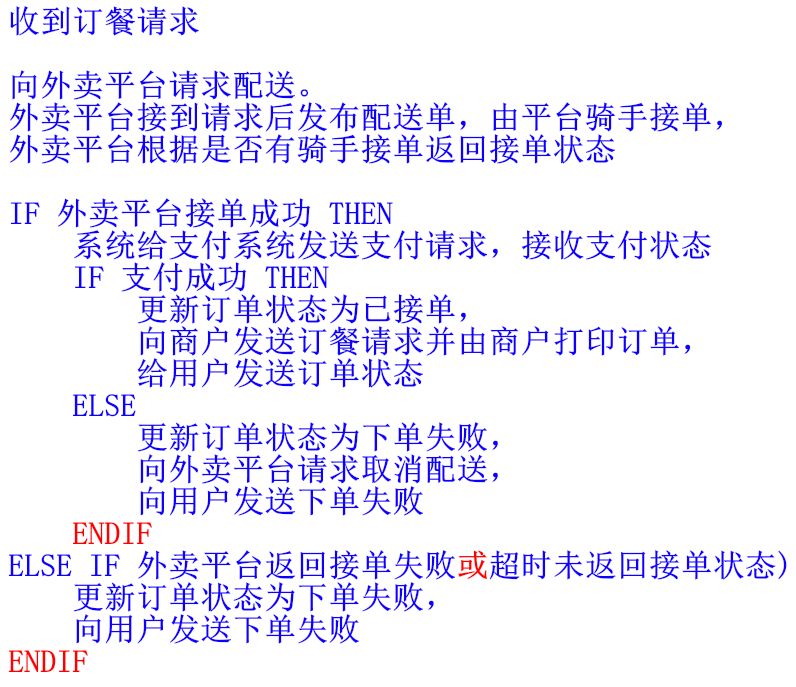 收到订餐请求
向外卖平台请求配送。
外卖平台接到请求后发布配送单，由平台骑手接单，
外卖平台根据是否有骑手接单返回接单状态
IF 外卖平台接单成功 THEN
系统给支付系统发送支付请求，接收支付状态
IF 支付成功 THEN
更新订单状态为已接单，
向商户发送订餐请求并由商户打印订单，
给用户发送订单状态
ELSE
更新订单状态为下单失败，
向外卖平台请求取消配送，
向用户发送下单失败
ENDIF
ELSE IF 外卖平台返回接单失败或超时未返回接单状态)
更新订单状态为下单失败，
向用户发送下单失败
ENDIF